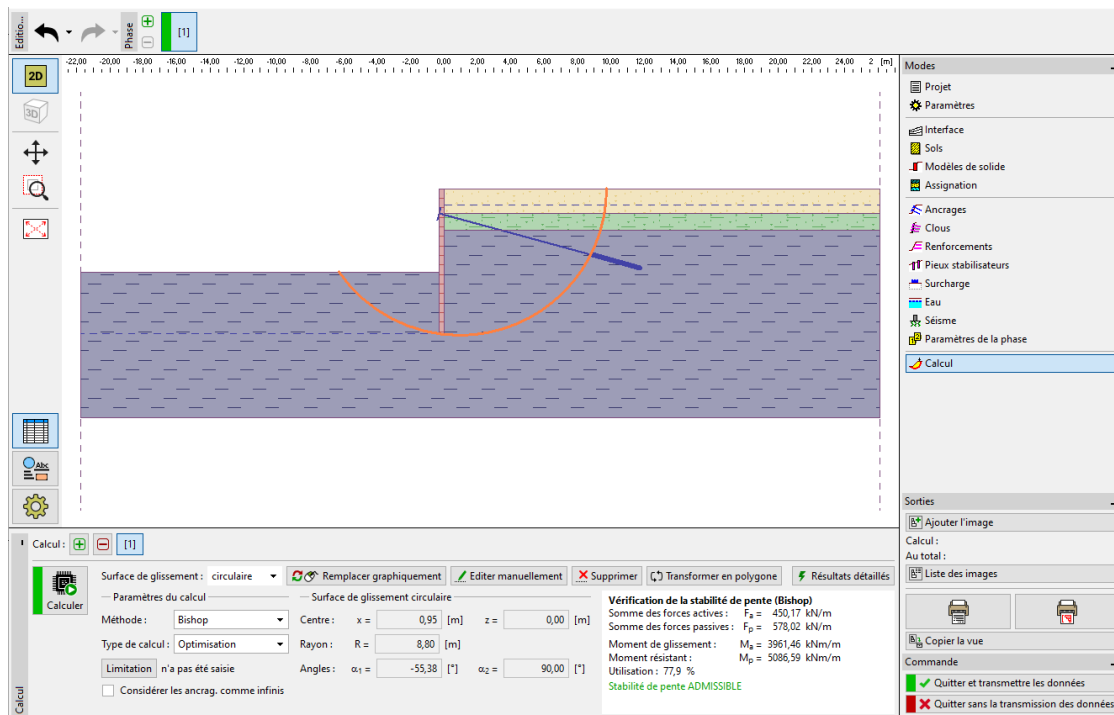 Editio...
Phase
[1]
2D
3D
-22,00 -20,00 -18,00 -16,00 -14,00 -12,00 -10,00 -8,00 -6,00 -4,00 -2,00 0,00 2,00 4,00 6,00 8,00 10,00 12,00 14,00 16,00 18,00 20,00 22,00 24,00 2 [m]
Modes
Projet
Paramètres
Interface
Sols
Modèles de solide
Assignation
Ancrages
Clous
Renforcements
Pieux stabilisateurs
Surcharge
Eau
Séisme
Paramètres de la phase
Calcul
Abc
Sorties
Ajouter l'image
Calcul :
Au total :
Liste des images
Copier la vue
Commande
Quitter et transmettre les données
Quitter sans la transmission des données
Calcul
Calcul : [1]
Calculer
Surface de glissement : circulaire Remplacer graphiquement Editer manuellement Supprimer Transformer en polygone Résultats détaillés
Paramètres du calcul
Méthode : Bishop
Type de calcul : Optimisation
Limitation n'a pas été saisie
Considérer les ancrag. comme infinis
Surface de glissement circulaire
Centre : x = 0,95 [m] z = 0,00 [m]
Rayon : R = 8,80 [m]
Angles : α1 = -55,38 [°] α2 = 90,00 [°]
Vérification de la stabilité de pente (Bishop)
Somme des forces actives : Fa = 450,17 kN/m
Somme des forces passives : Fp = 578,02 kN/m
Moment de glissement : Ma = 3961,46 kNm/m
Moment résistant : Mp = 5086,59 kNm/m
Utilisation : 77,9 %
Stabilité de pente ADMISSIBLE